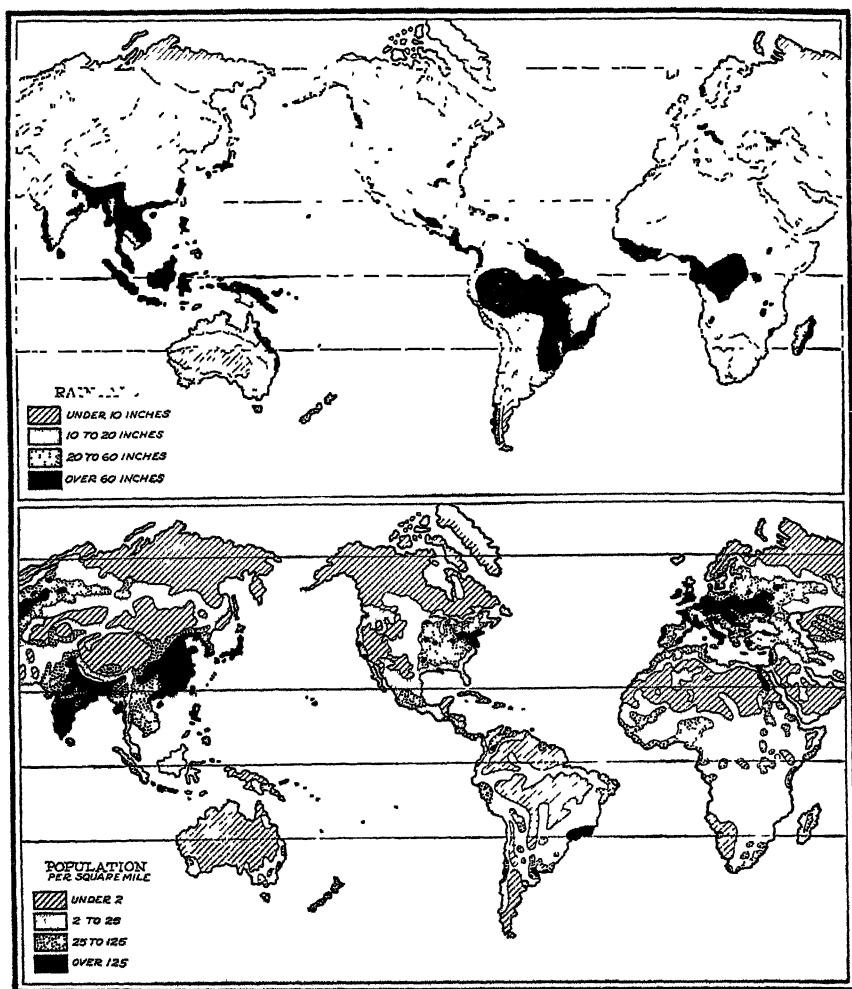 UNDER 10 INCHES
10 TO 20 INCHES
20 TO 60 INCHES
OVER 60 INCHES
POPULATION
PER SQUARE MILE
UNDER 2
2 TO 25
25 TO 125
OVER 125